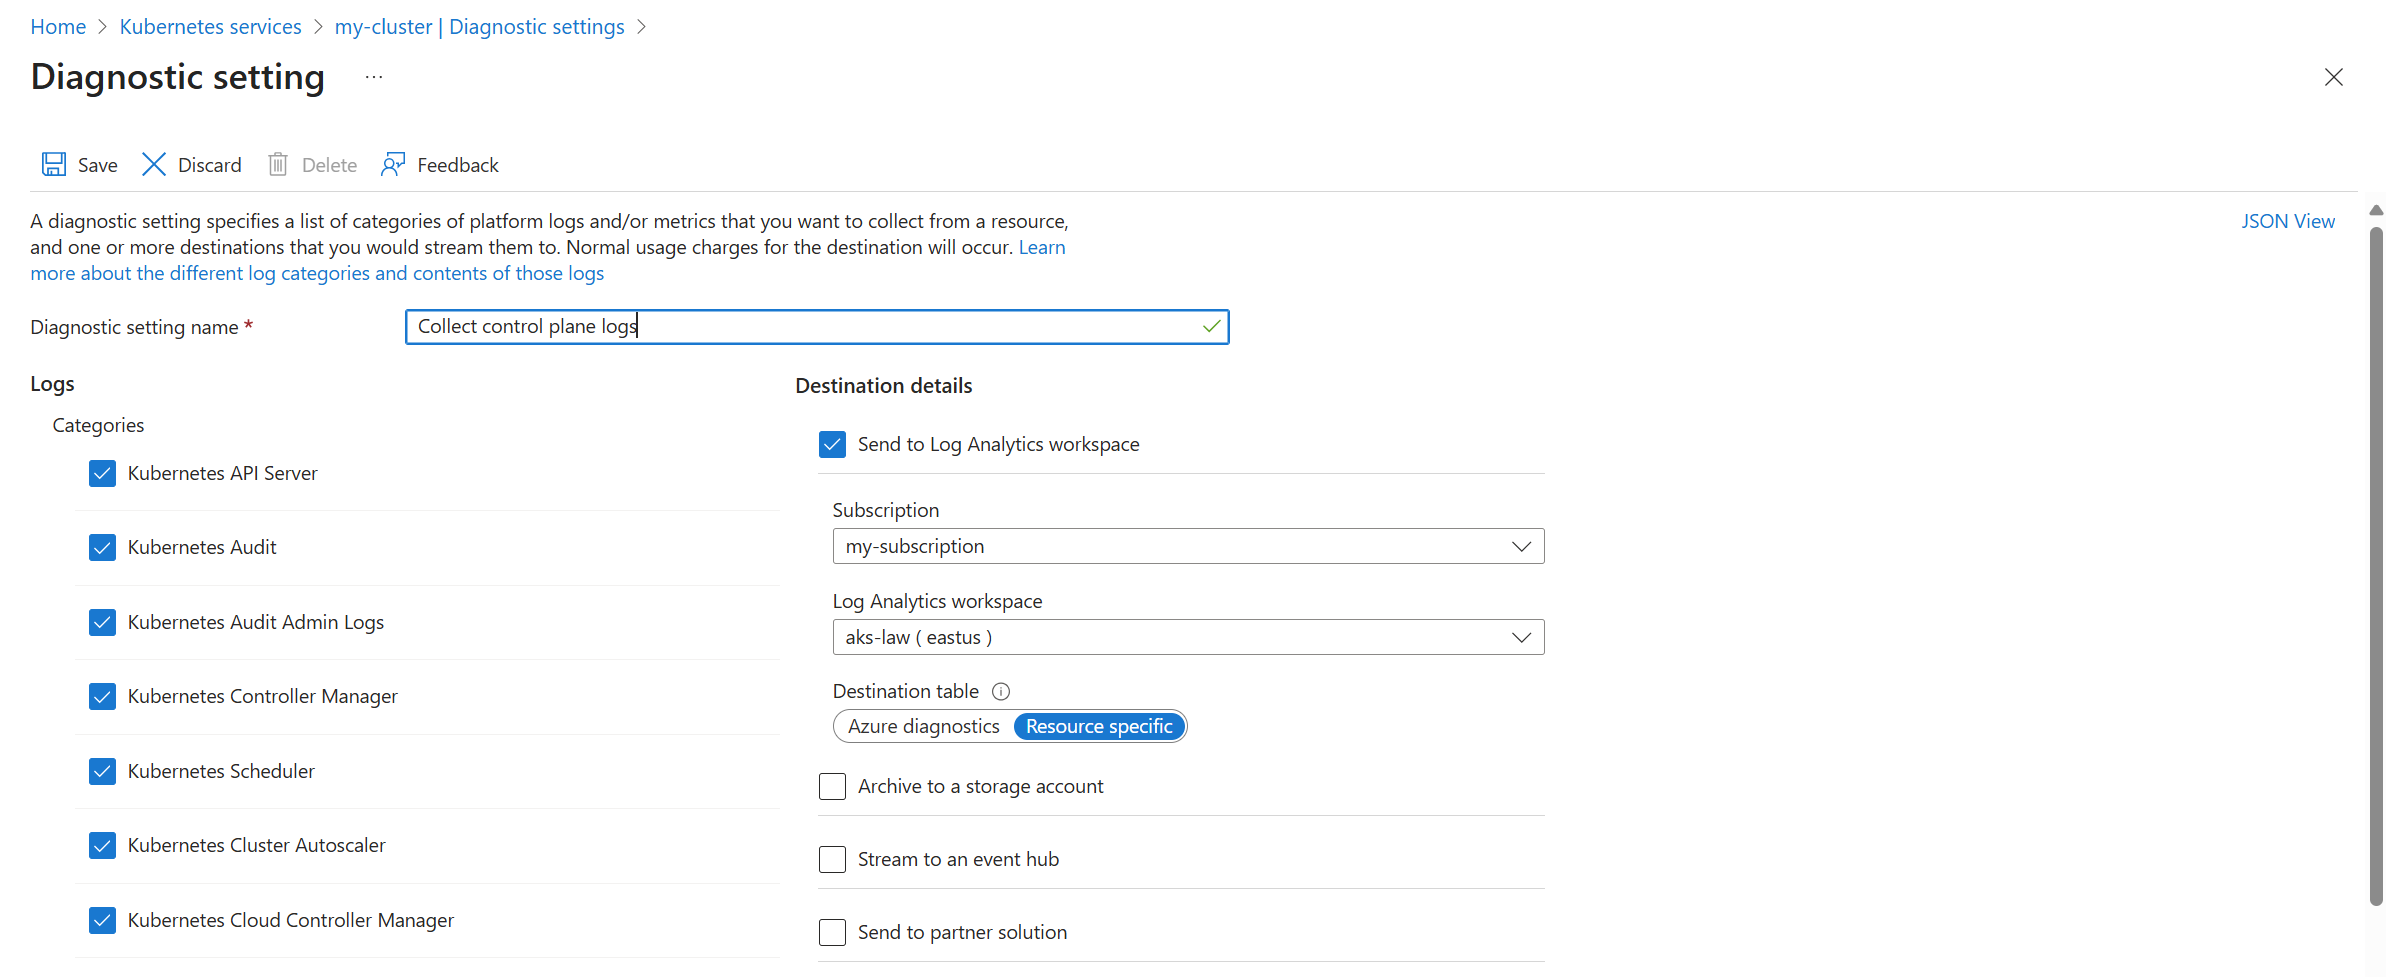 Home > Kubernetes services > my-cluster | Diagnostic settings >
Diagnostic setting ...
Save Discard Delete Feedback
A diagnostic setting specifies a list of categories of platform logs and/or metrics that you want to collect from a resource,
and one or more destinations that you would stream them to. Normal usage charges for the destination will occur. Learn
more about the different log categories and contents of those logs
JSON View
Diagnostic setting name *
Collect control plane logs
Logs
Categories
Kubernetes API Server
Kubernetes Audit
Kubernetes Audit Admin Logs
Kubernetes Controller Manager
Kubernetes Scheduler
Kubernetes Cluster Autoscaler
Kubernetes Cloud Controller Manager
Destination details
Send to Log Analytics workspace
Subscription
my-subscription
Log Analytics workspace
aks-law ( eastus )
Destination table
Azure diagnostics Resource specific
Archive to a storage account
Stream to an event hub
Send to partner solution